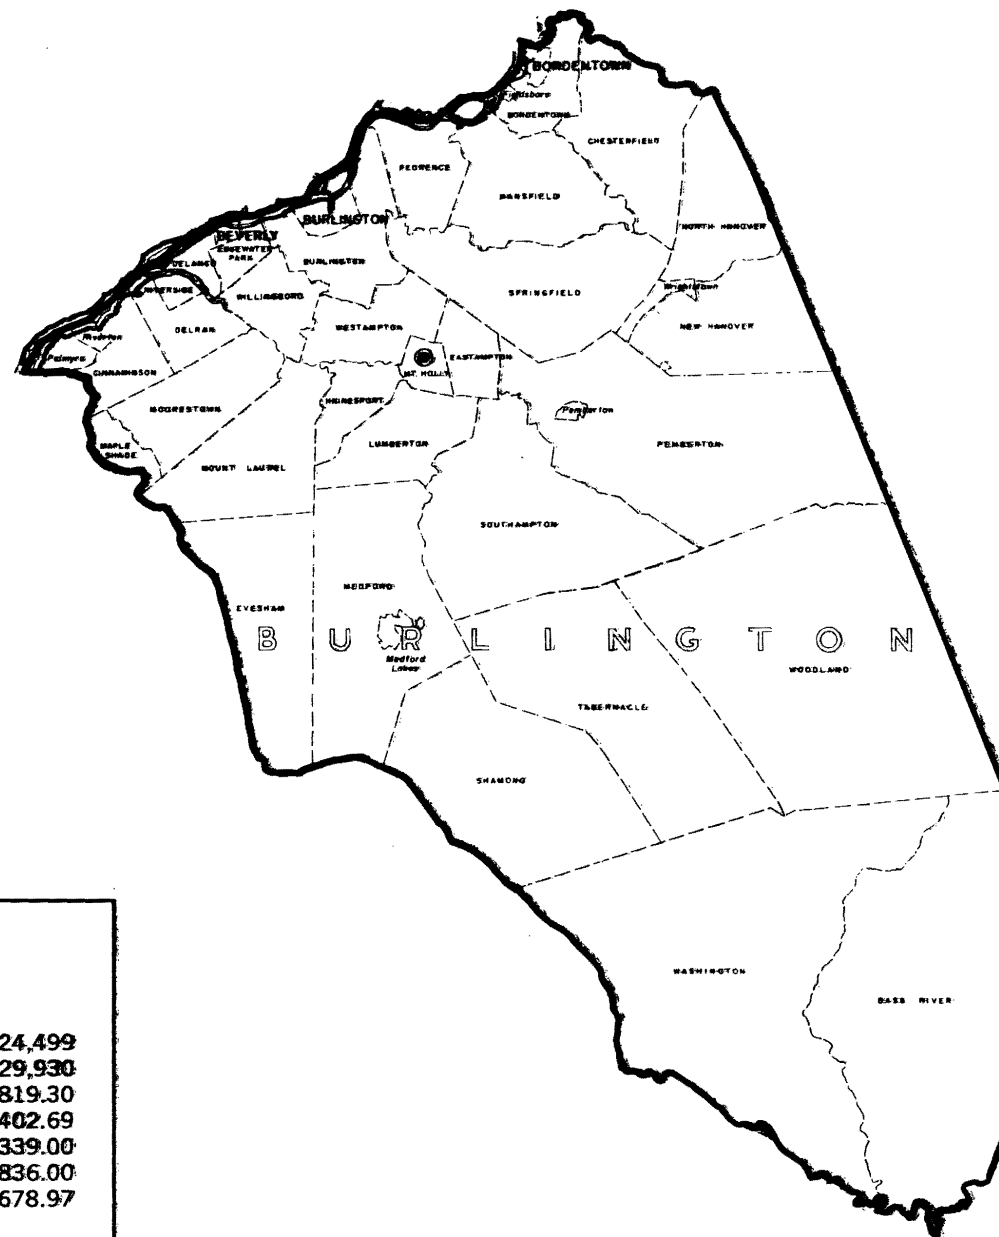 BORDENTOWN
Fieldsboro
BORDENTOWN
CHESTERFIELD
FLORENCE
MANSFIELD
NORTH HANOVER
BURLINGTON
BEVERLY
EDGEWATER
PARK
BURLINGTON
DELANCO
RIVERSIDE
WILLINGBORO
SPRINGFIELD
Wrightstown
NEW HANOVER
DELRAN
WESTAMPTON
Riverton
Palmyra
EASTAMPTON
MT. HOLLY
CINNAMINSON
HAINESPORT
MOORESTOWN
Pemberton
PEMBERTON
LUMBERTON
MAPLE
SHADE
MOUNT LAUREL
SOUTHAMPTON
MEDFORD
EVESHAM
BURLINGTON
Medford
Lakes
WOODLAND
TABERNACLE
SHAMONG
WASHINGTON
BASS RIVER
24,499
29,930
819.30
402.69
339.00
836.00
678.97